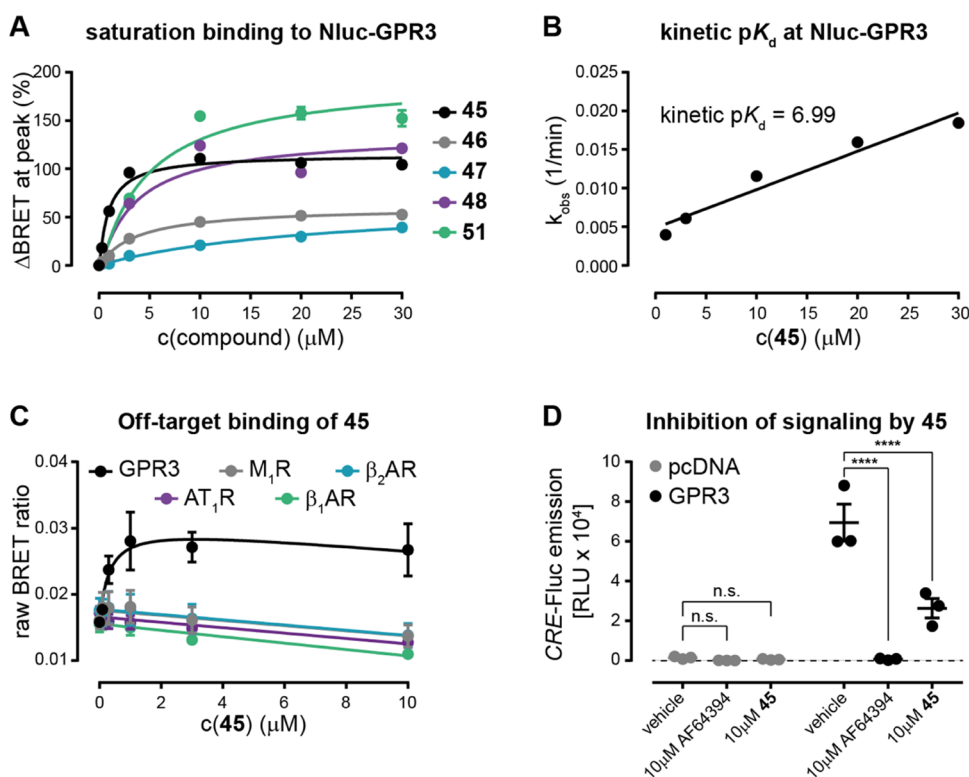 A saturation binding to Nluc-GPR3
ΔBRET at peak (%)
200
150
100
50
0
0 5 10 15 20 25 30
c(compound) (μM)
45
46
47
48
51
B kinetic pKd at Nluc-GPR3
kobs (1/min)
0.025
0.020
0.015
0.010
0.005
0.000
kinetic pKd = 6.99
0 5 10 15 20 25 30
c(45) (μM)
C Off-target binding of 45
raw BRET ratio
0.04
0.03
0.02
0.01
GPR3 M1R β2AR
AT1R β1AR
0 2 4 6 8 10
c(45) (μM)
D Inhibition of signaling by 45
CRE-Fluc emission
[RLU x 10⁴]
10
8
6
4
2
0
pcDNA
GPR3
n.s.
n.s.
****
****
vehicle
10μM AF64394
10μM 45
vehicle
10μM AF64394
10μM 45